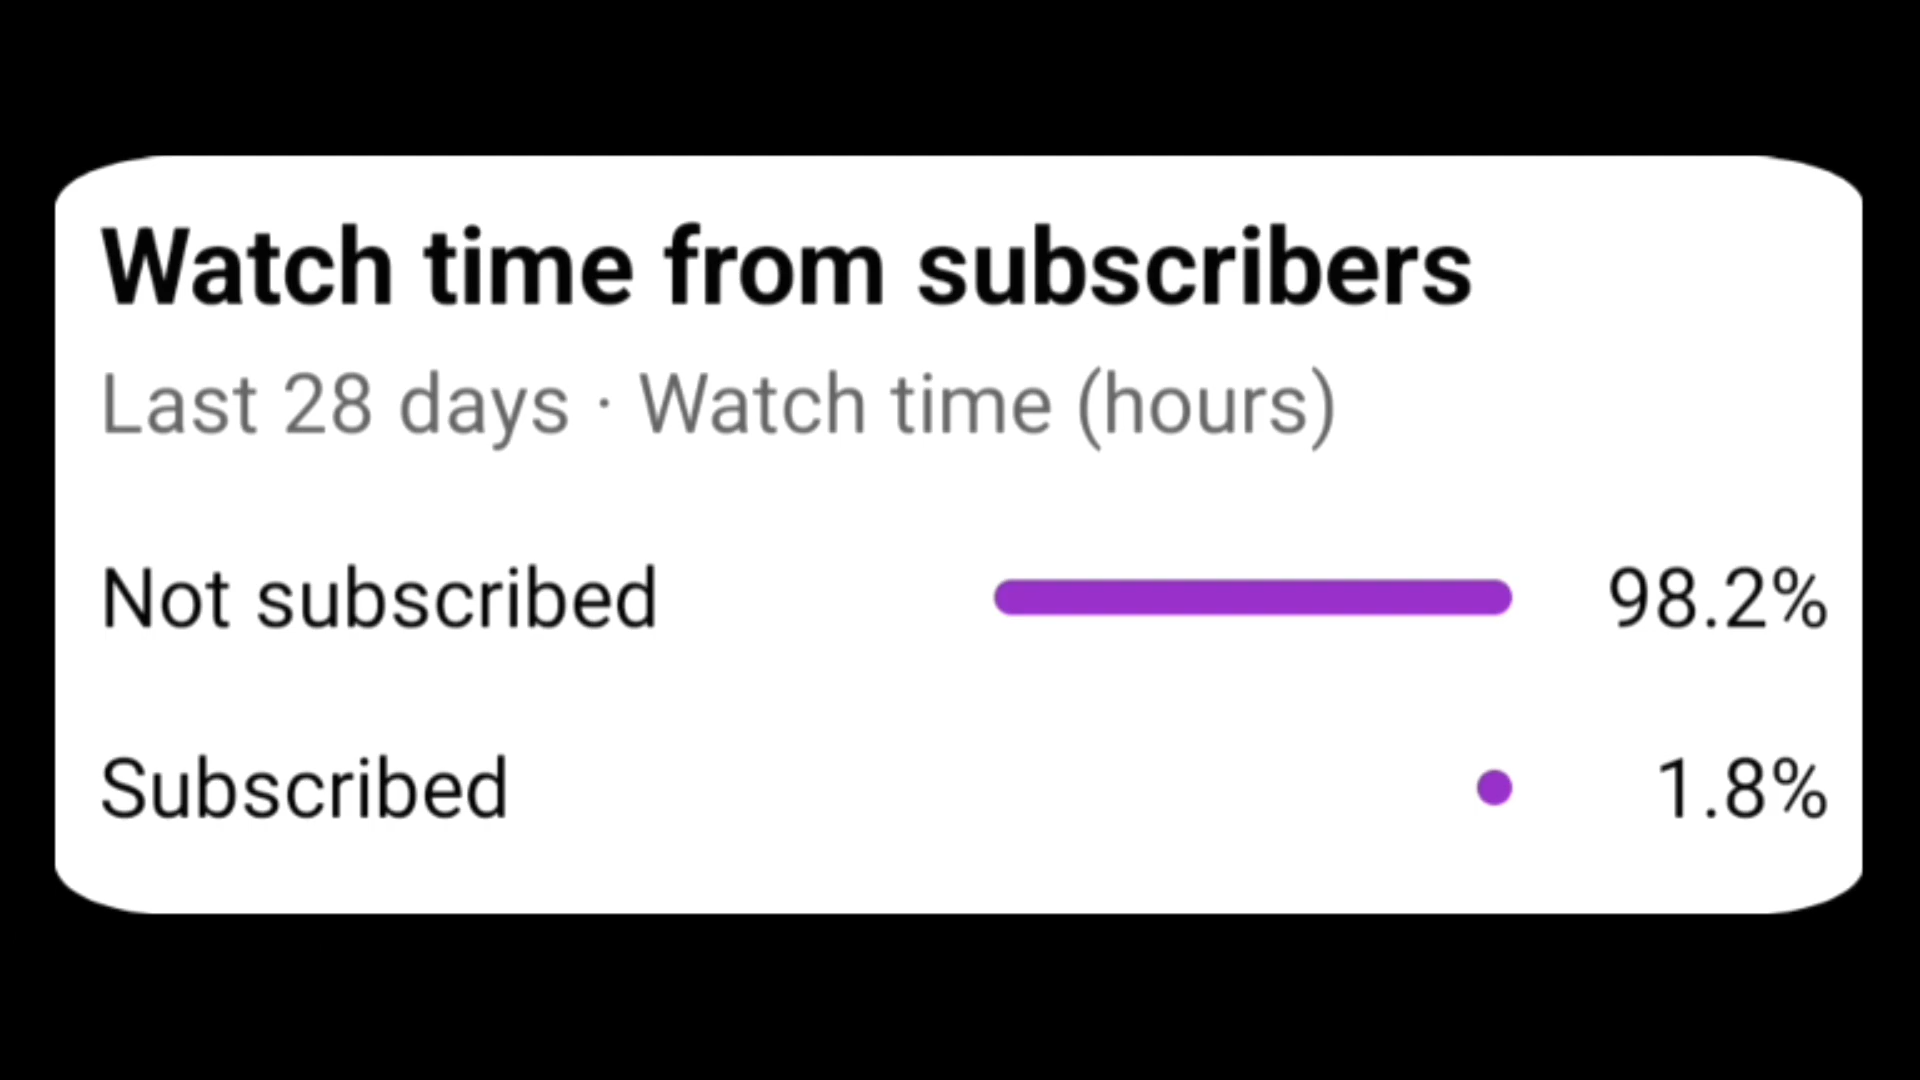 Watch time from subscribers
Last 28 days · Watch time (hours)
Not subscribed 98.2%
Subscribed 1.8%